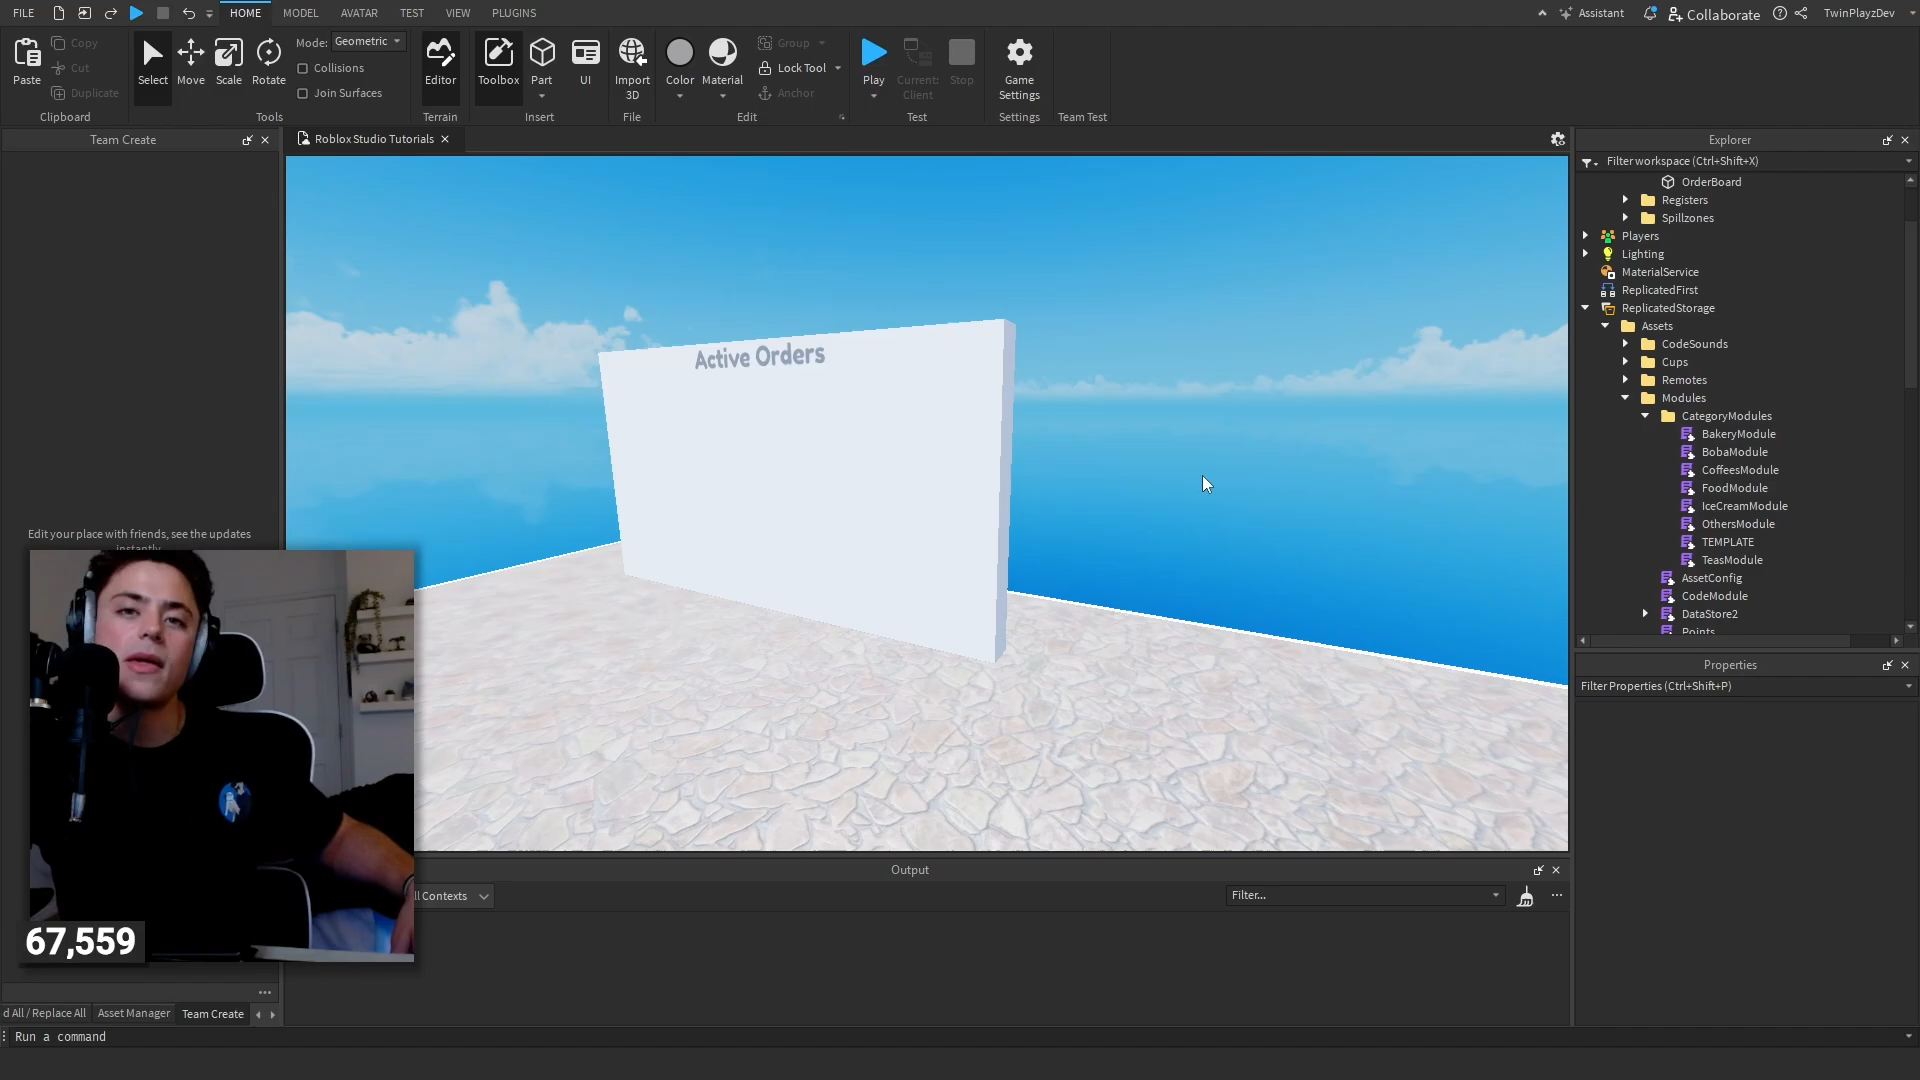 FILE HOME MODEL AVATAR TEST VIEW PLUGINS Assistant Collaborate TwinPlayzDev
Paste Copy Cut Duplicate Clipboard
Select Move Scale Rotate Mode: Geometric Collisions Join Surfaces Tools
Editor Terrain
Toolbox Part UI Insert
Import 3D File
Color Material Group Lock Tool Anchor Edit
Play Current: Client Stop Test
Game Settings Settings
Team Test
Team Create
Edit your place with friends, see the updates
instantly
Roblox Studio Tutorials
Active Orders
67,559
Output
ll Contexts
Filter...
Explorer
Filter workspace (Ctrl+Shift+X)
OrderBoard
Registers
Spillzones
Players
Lighting
MaterialService
ReplicatedFirst
ReplicatedStorage
Assets
CodeSounds
Cups
Remotes
Modules
CategoryModules
BakeryModule
BobaModule
CoffeesModule
FoodModule
IceCreamModule
OthersModule
TEMPLATE
TeasModule
AssetConfig
CodeModule
DataStore2
Points
Properties
Filter Properties (Ctrl+Shift+P)
d All / Replace All Asset Manager Team Create
Run a command